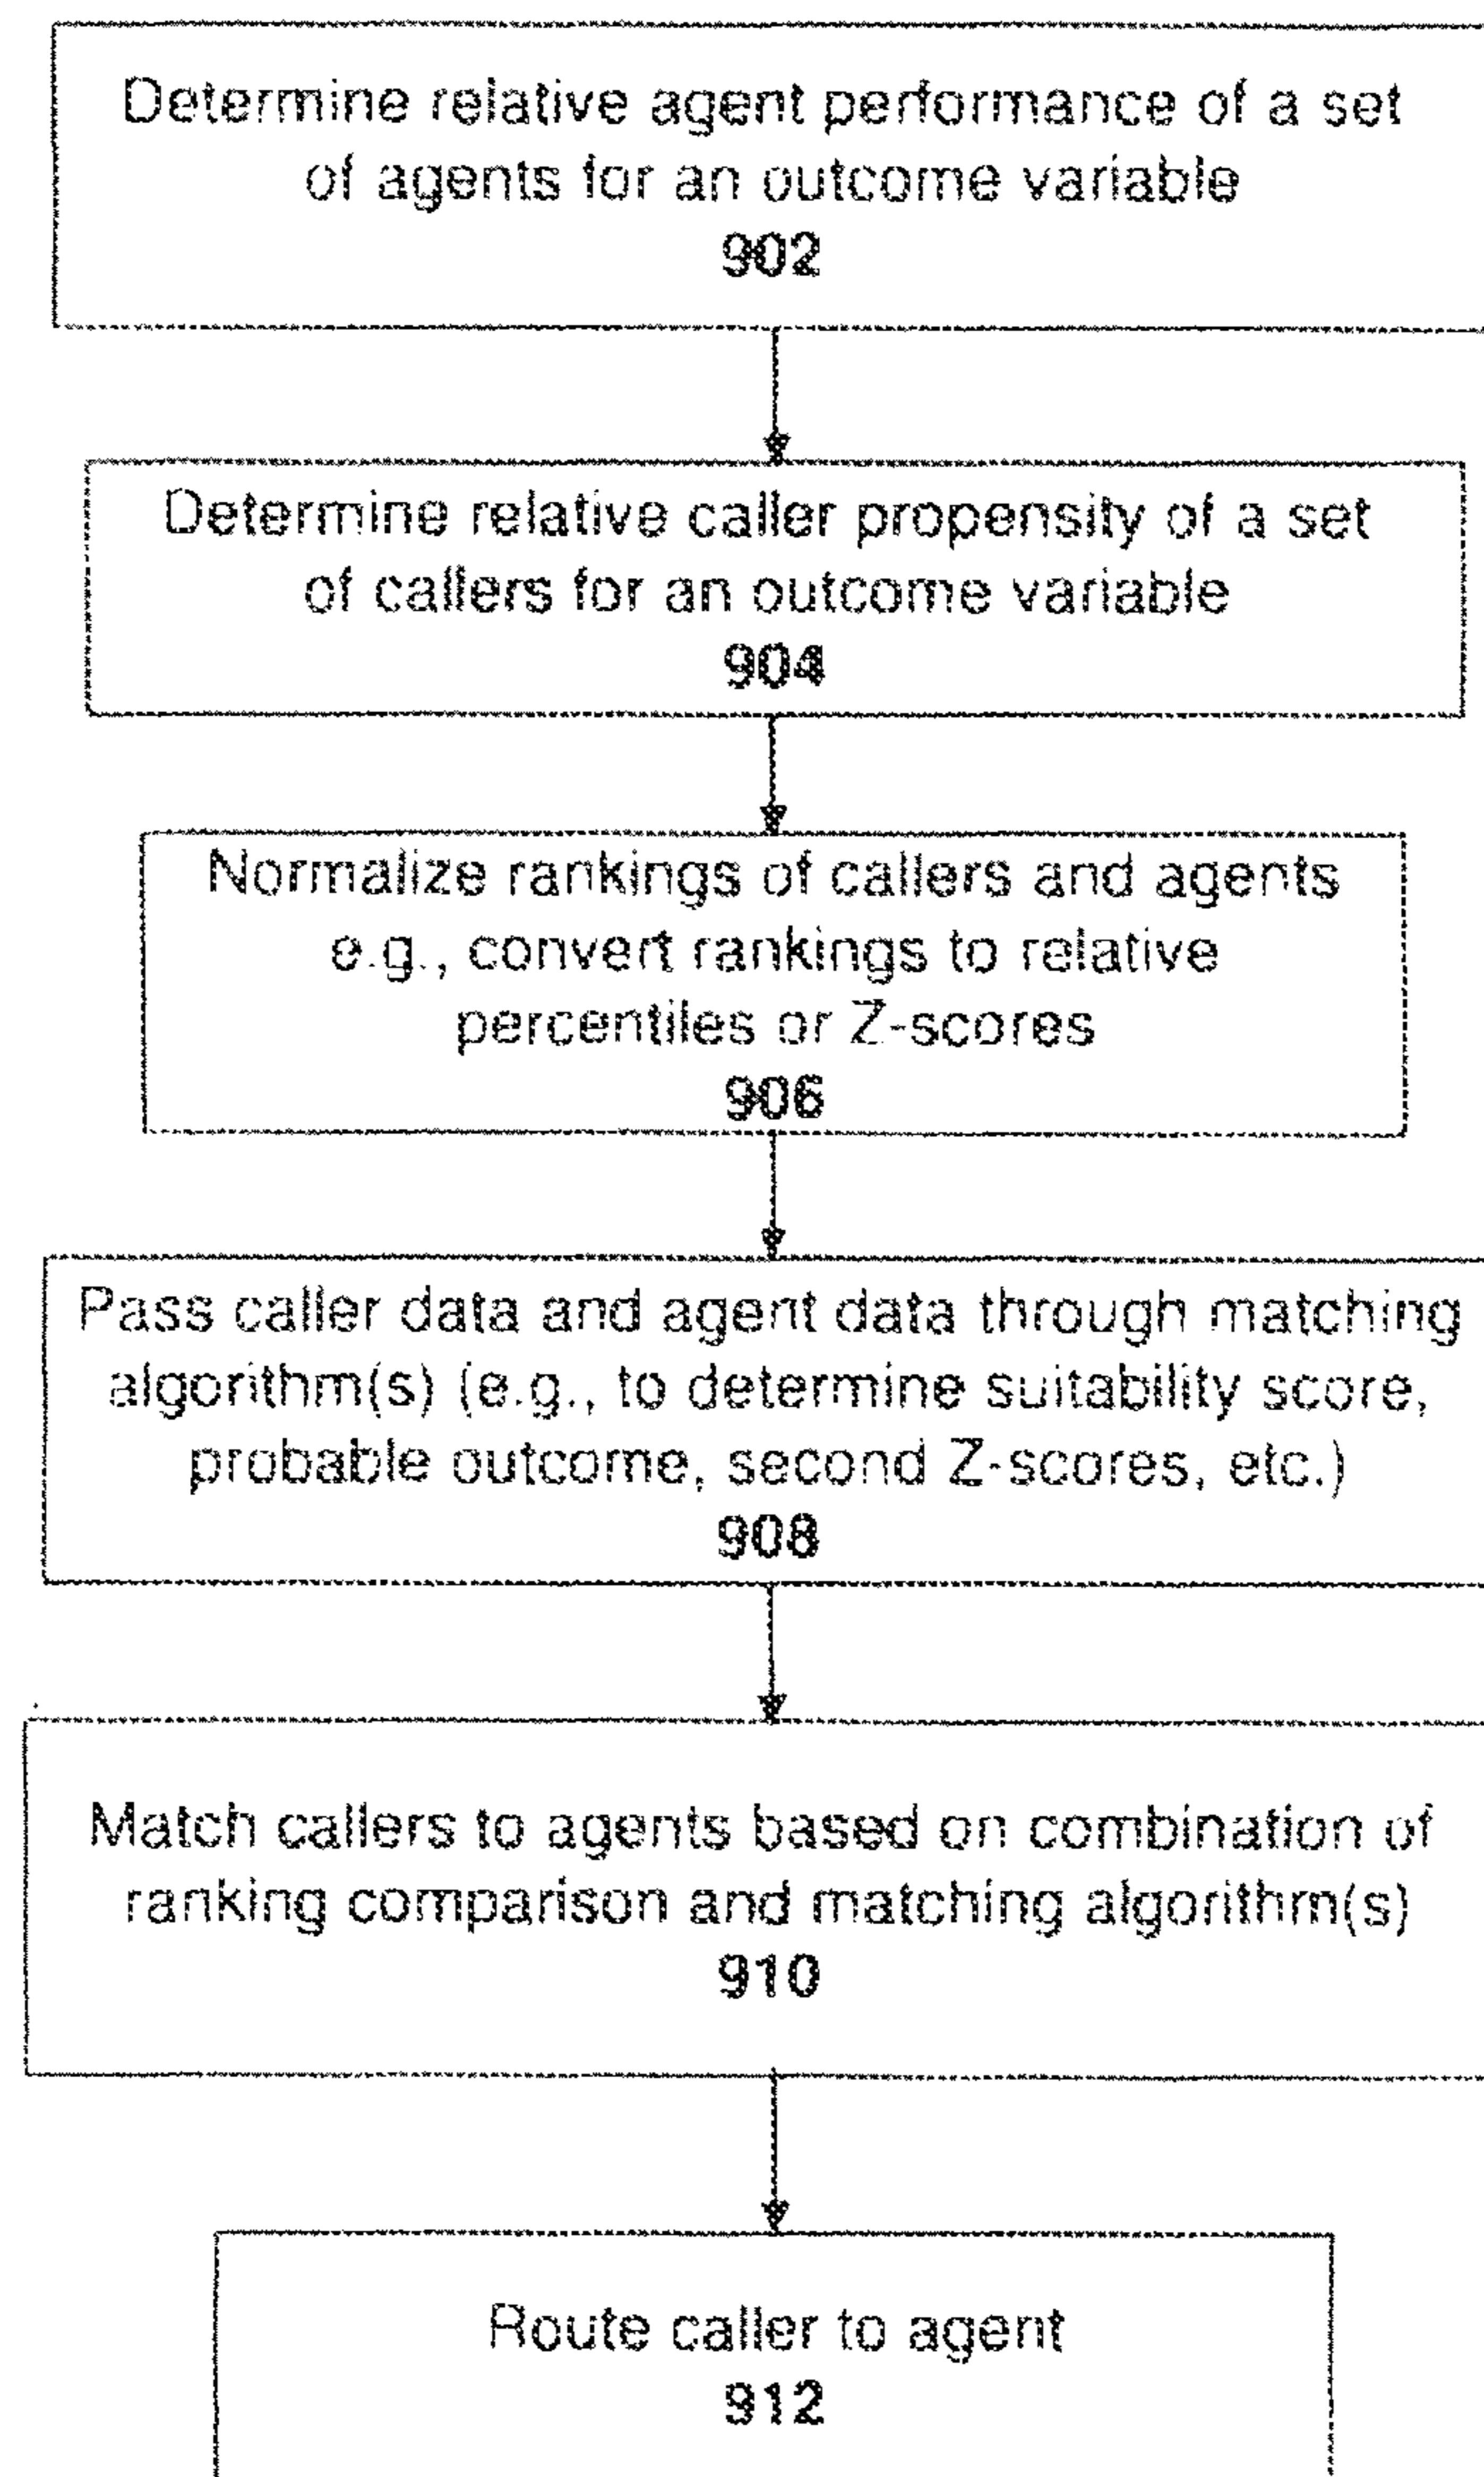 Determine relative agent performance of a set
of agents for an outcome variable
902
Determine relative caller propensity of a set
of callers for an outcome variable
904
Normalize rankings of callers and agents
e.g., convert rankings to relative
percentiles or Z-scores
906
Pass caller data and agent data through matching
algorithm(s) (e.g., to determine suitability score,
probable outcome, second Z-scores, etc.)
908
Match callers to agents based on combination of
ranking comparison and matching algorithm(s)
910
Route caller to agent
912